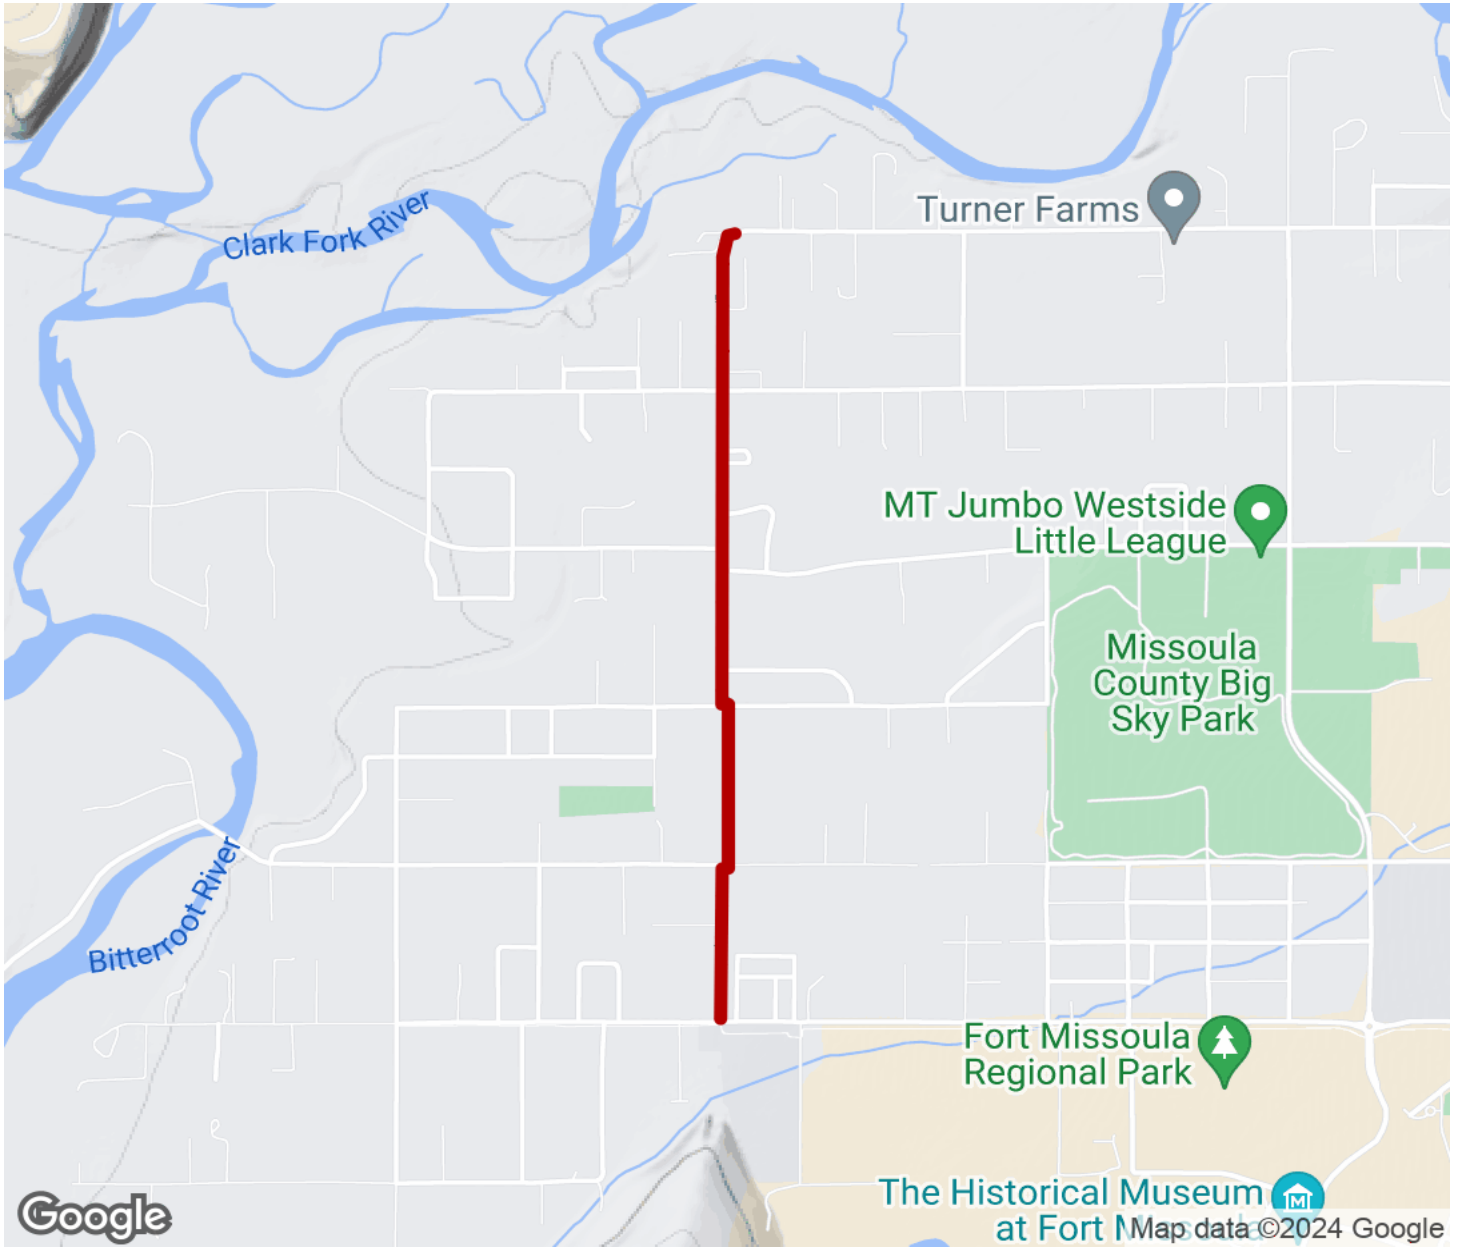 Turner Farms
Clark Fork River
MT Jumbo Westside
Little League
Missoula
County Big
Sky Park
Bitterroot River
Fort Missoula
Regional Park
The Historical Museum
at Fort Missoula
Google
Map data ©2024 Google